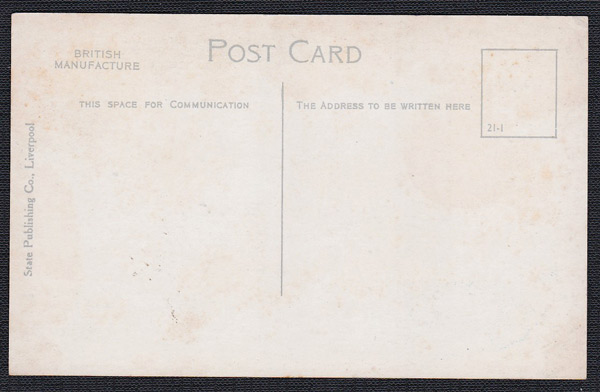 BRITISH
MANUFACTURE
POST CARD
THIS SPACE FOR COMMUNICATION
THE ADDRESS TO BE WRITTEN HERE
21-1
State Publishing Co., Liverpool